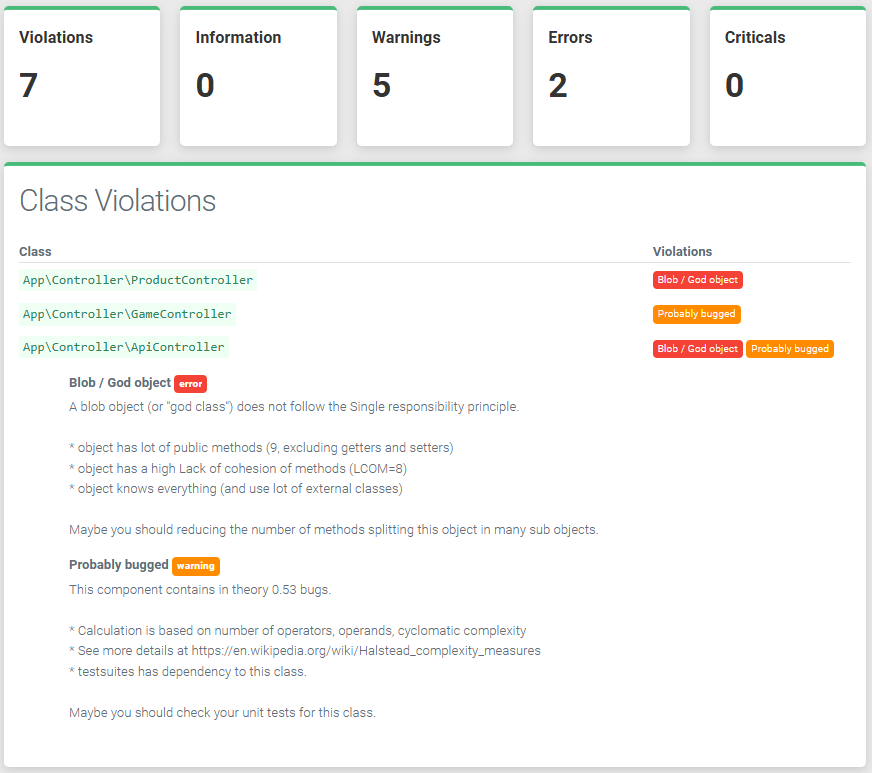 Violations Information Warnings Errors Criticals
7 0 5 2 0
Class Violations
Class Violations
App\Controller\ProductController Blob / God object
App\Controller\GameController Probably bugged
App\Controller\ApiController Blob / God object Probably bugged
Blob / God object error
A blob object (or "god class") does not follow the Single responsibility principle.
* object has lot of public methods (9, excluding getters and setters)
* object has a high Lack of cohesion of methods (LCOM=8)
* object knows everything (and use lot of external classes)
Maybe you should reducing the number of methods splitting this object in many sub objects.
Probably bugged warning
This component contains in theory 0.53 bugs.
* Calculation is based on number of operators, operands, cyclomatic complexity
* See more details at https://en.wikipedia.org/wiki/Halstead_complexity_measures
* testsuites has dependency to this class.
Maybe you should check your unit tests for this class.